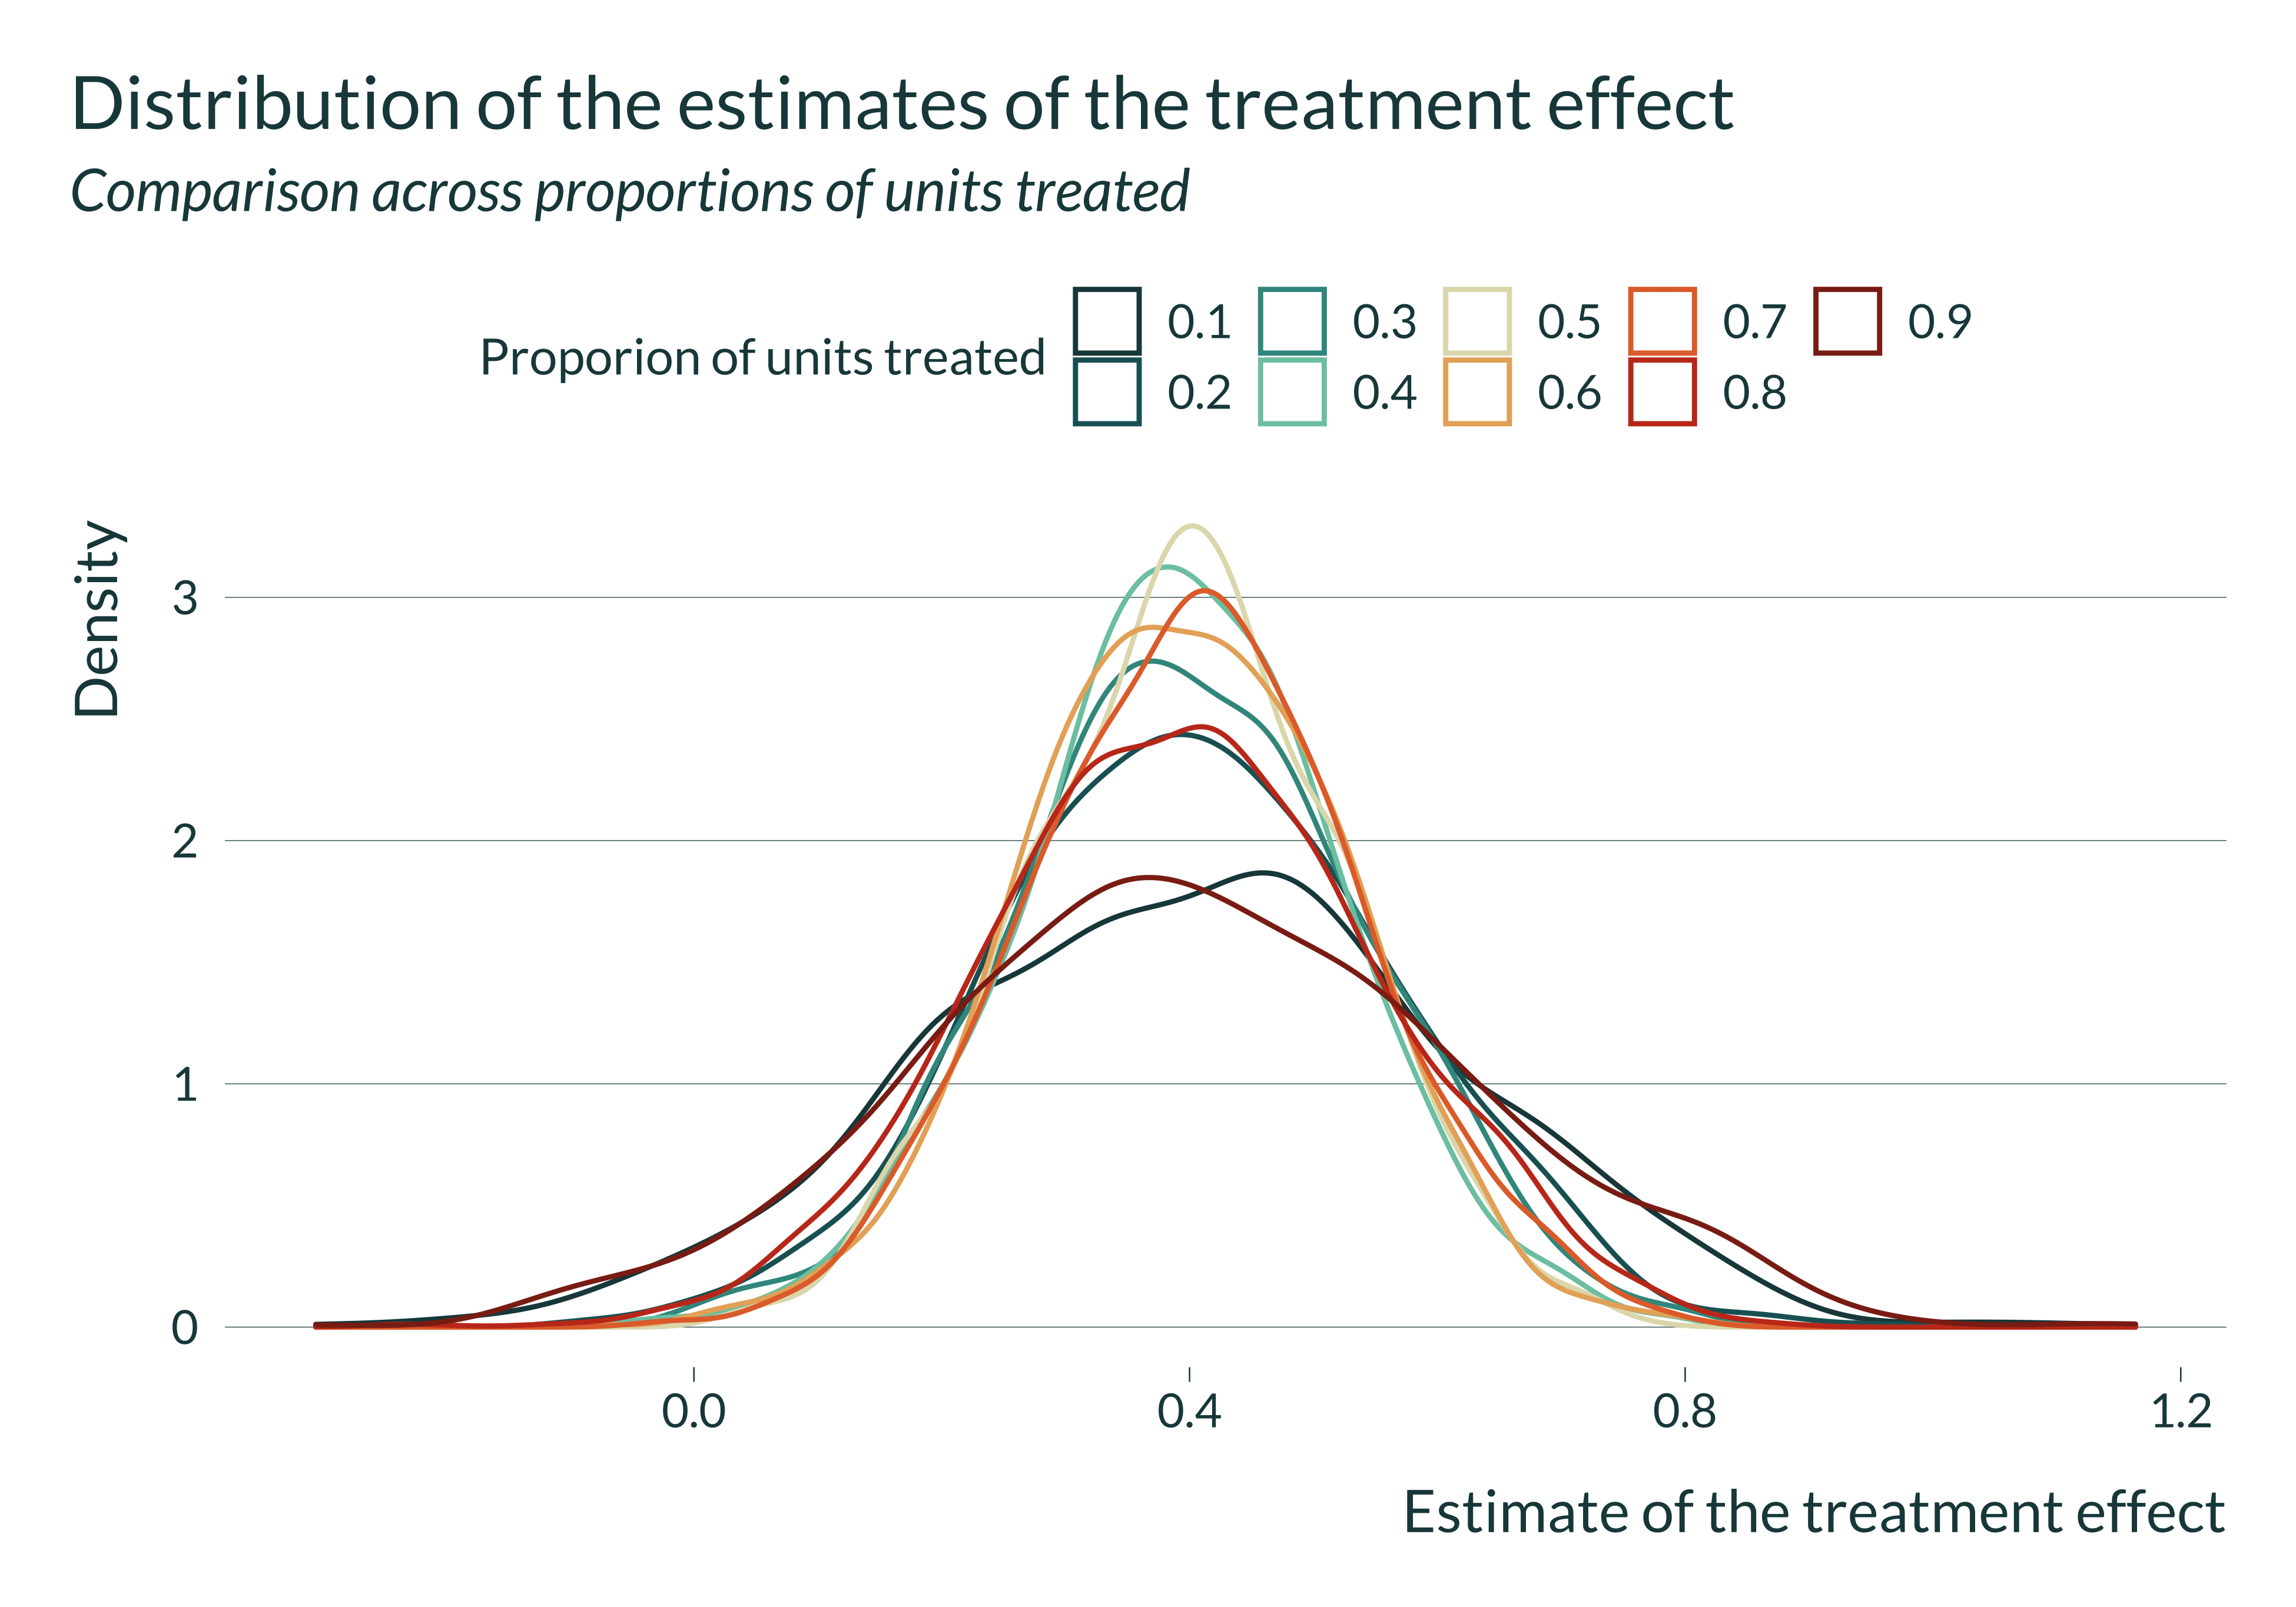 Distribution of the estimates of the treatment effect
Comparison across proportions of units treated
Proporion of units treated
0.1 0.3 0.5 0.7 0.9
0.2 0.4 0.6 0.8
Density
3
2
1
0
0.0 0.4 0.8 1.2
Estimate of the treatment effect